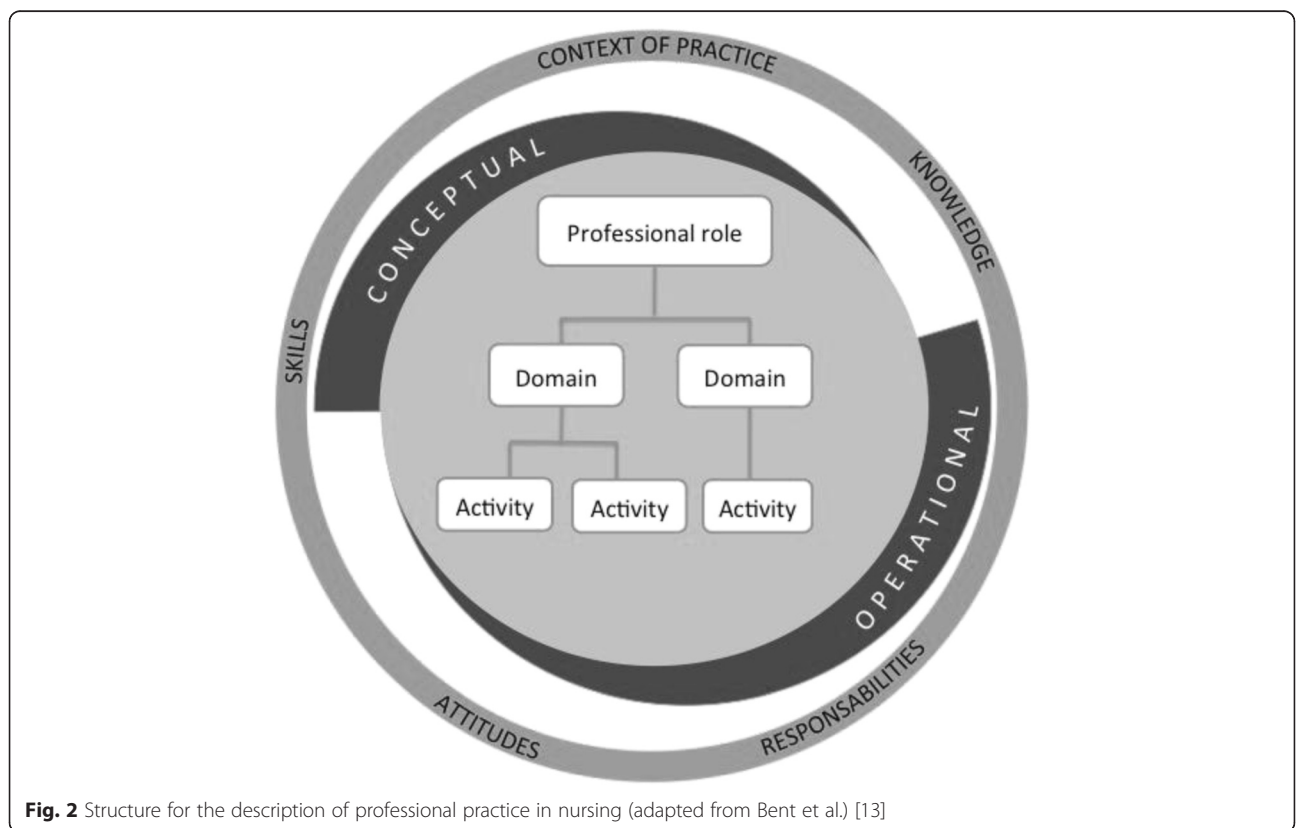 CONTEXT OF PRACTICE
KNOWLEDGE
CONCEPTUAL
SKILLS
Professional role
Domain Domain
Activity Activity Activity
OPERATIONAL
RESPONSABILITIES
ATTITUDES
Fig. 2 Structure for the description of professional practice in nursing (adapted from Bent et al.) [13]